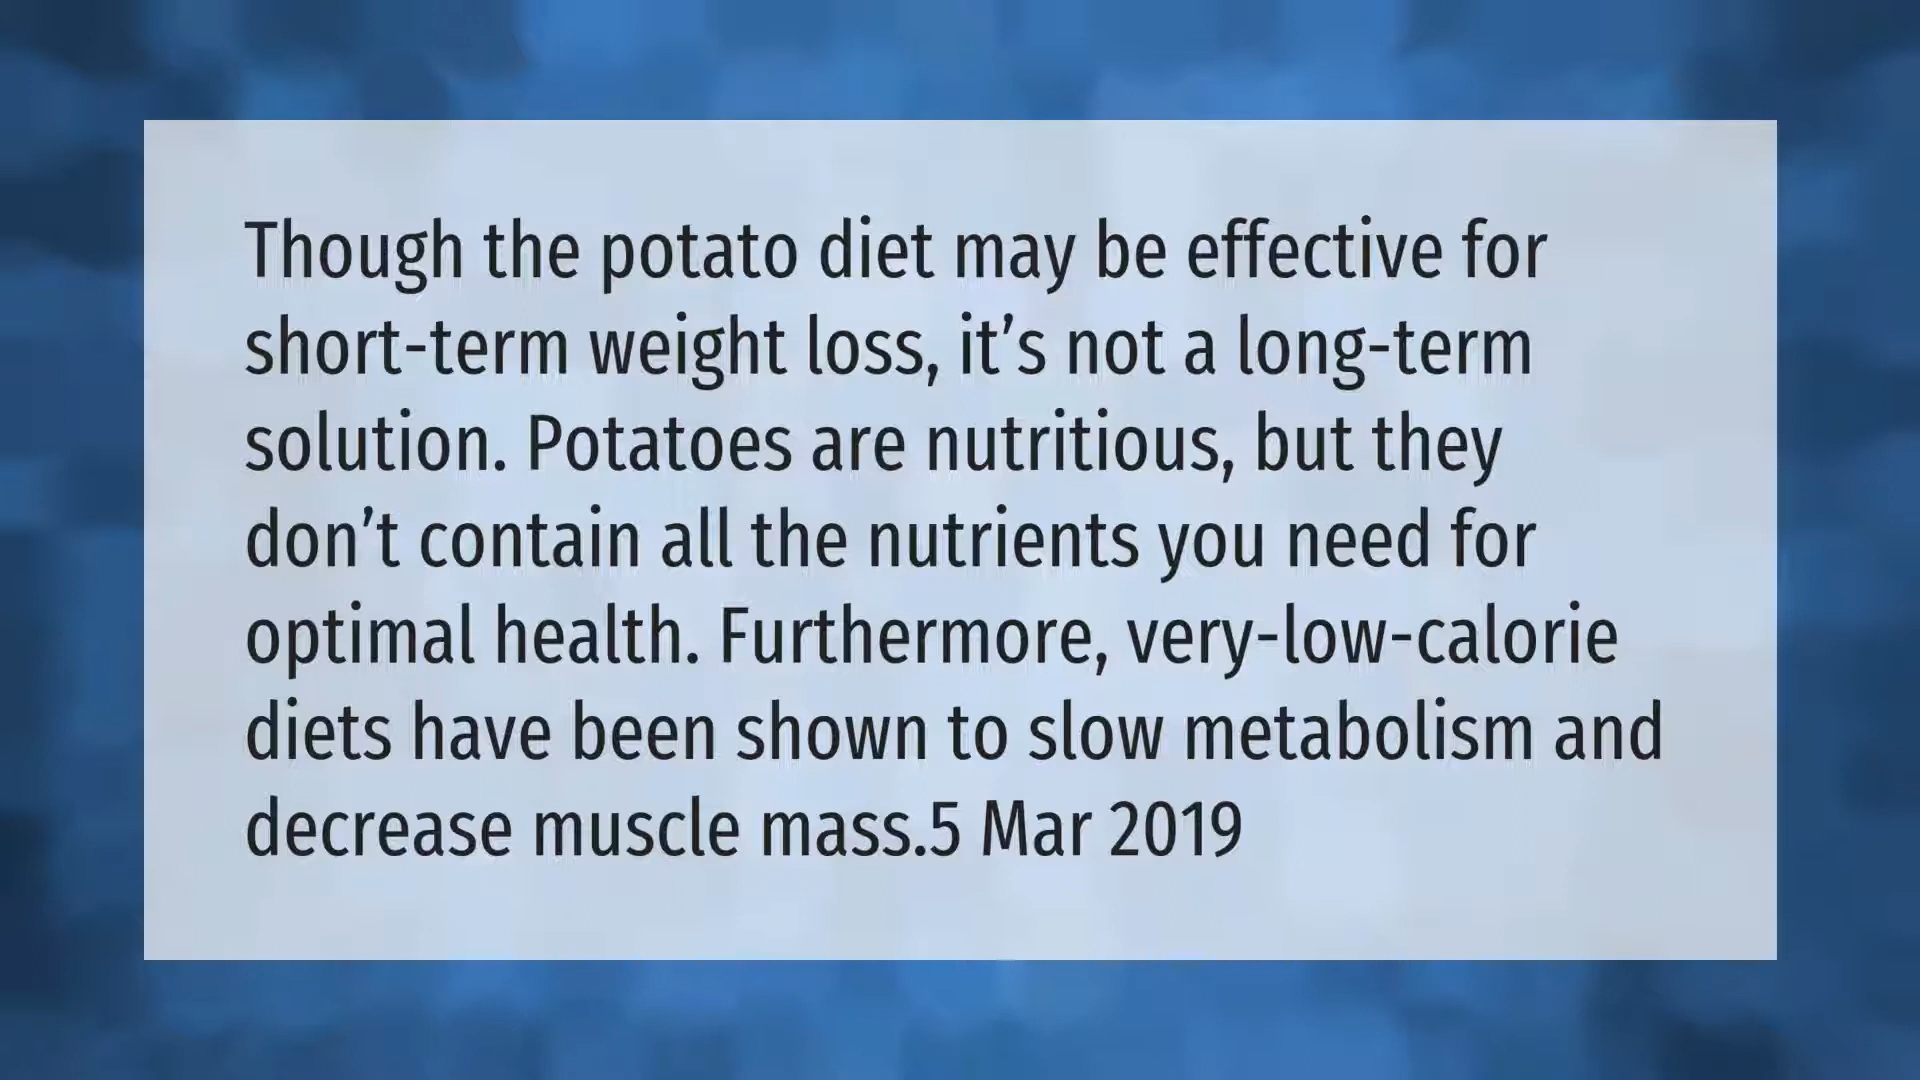 Though the potato diet may be effective for
short-term weight loss, it’s not a long-term
solution. Potatoes are nutritious, but they
don’t contain all the nutrients you need for
optimal health. Furthermore, very-low-calorie
diets have been shown to slow metabolism and
decrease muscle mass.5 Mar 2019